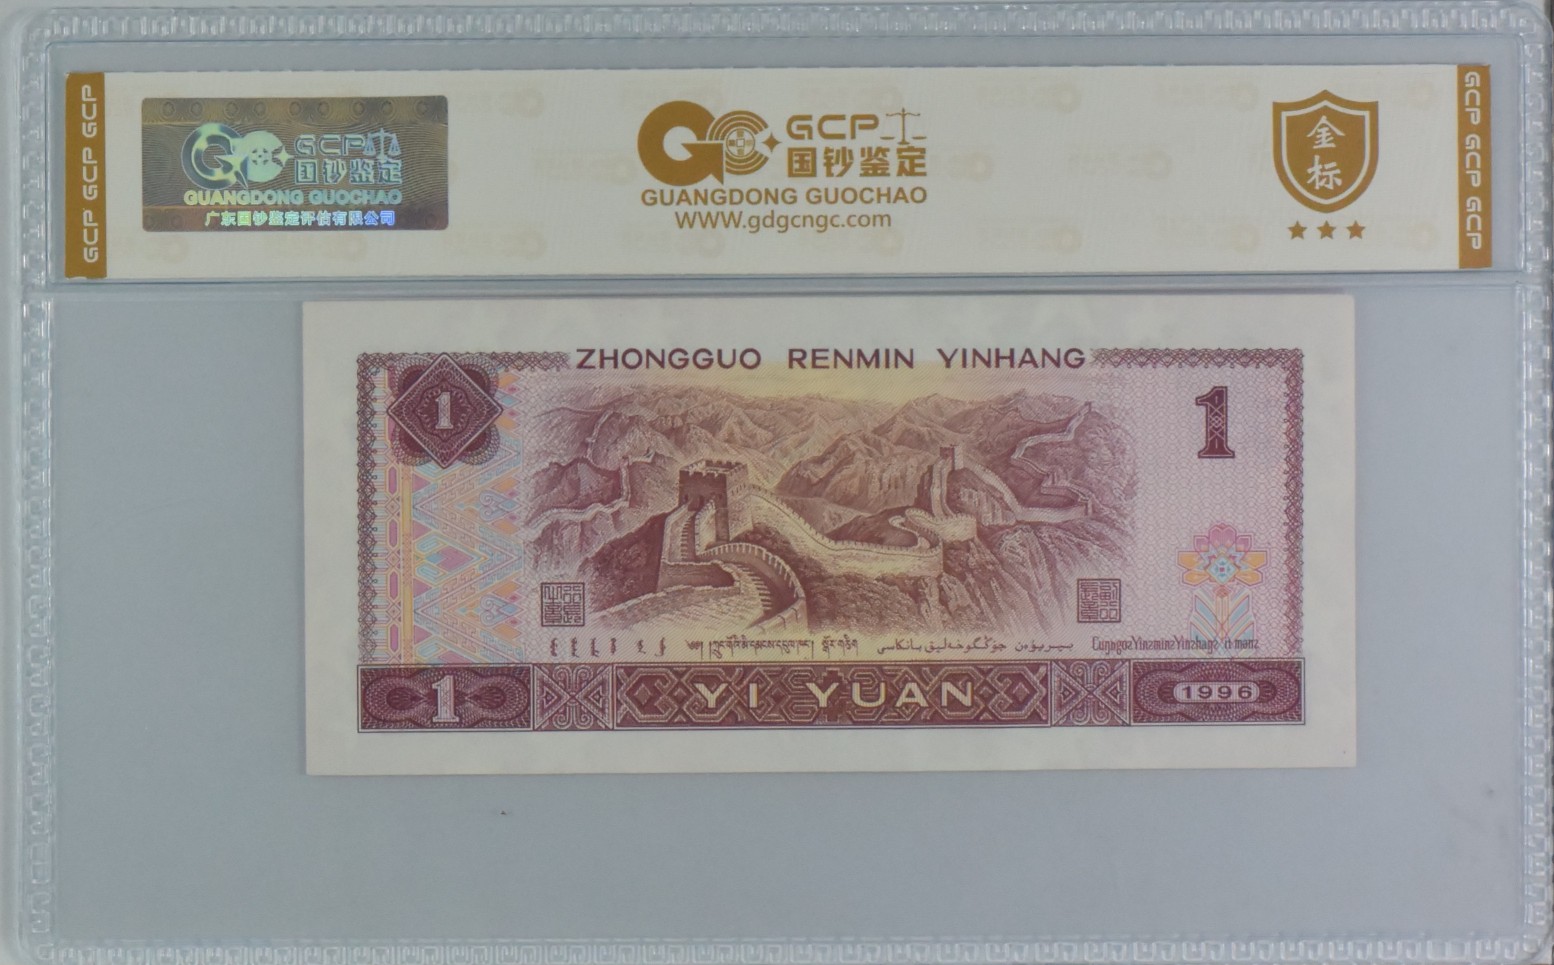 GCP GCP GCP
GCP
国钞鉴定
GUANGDONG GUOCHAO
广东国钞鉴定评估有限公司
GCP
国钞鉴定
GUANGDONG GUOCHAO
WWW.gdgcngc.com
金
标
GCP GCP GCP
ZHONGGUO RENMIN YINHANG
1
1
1
YI YUAN
1996